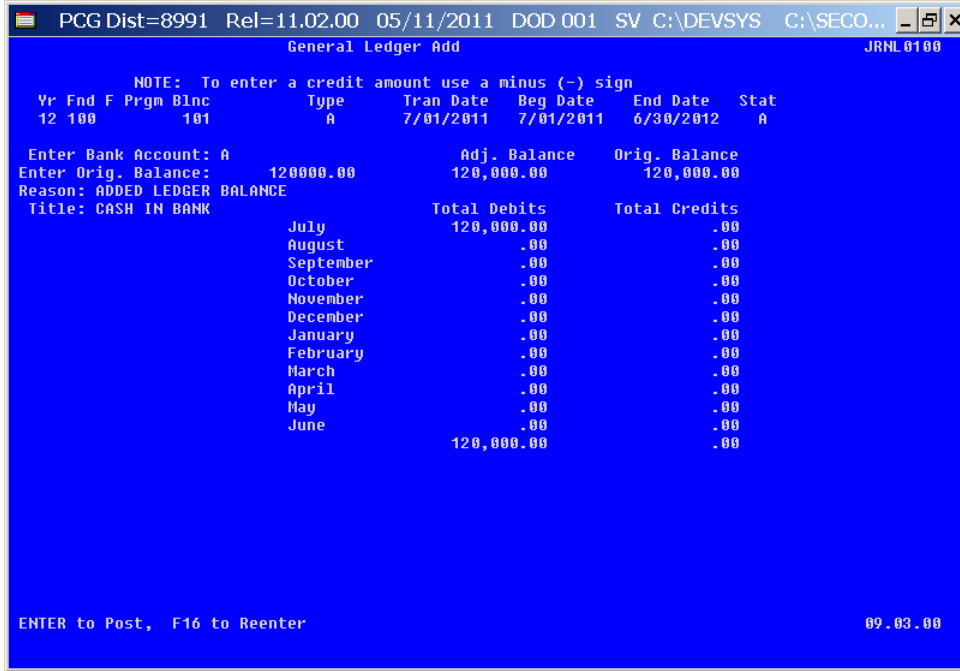 PCG Dist=8991 Rel=11.02.00 05/11/2011 DOD 001 SV C:\DEVSYS C:\SECO...
General Ledger Add JRNL0100
NOTE: To enter a credit amount use a minus (-) sign
Yr Fnd F Prgm Blnc Type Tran Date Beg Date End Date Stat
12 100 101 A 7/01/2011 7/01/2011 6/30/2012 A
Enter Bank Account: A Adj. Balance Orig. Balance
Enter Orig. Balance: 120000.00 120,000.00 120,000.00
Reason: ADDED LEDGER BALANCE
Title: CASH IN BANK Total Debits Total Credits
July 120,000.00 .00
August .00 .00
September .00 .00
October .00 .00
November .00 .00
December .00 .00
January .00 .00
February .00 .00
March .00 .00
April .00 .00
May .00 .00
June .00 .00
120,000.00 .00
ENTER to Post, F16 to Reenter 09.03.00